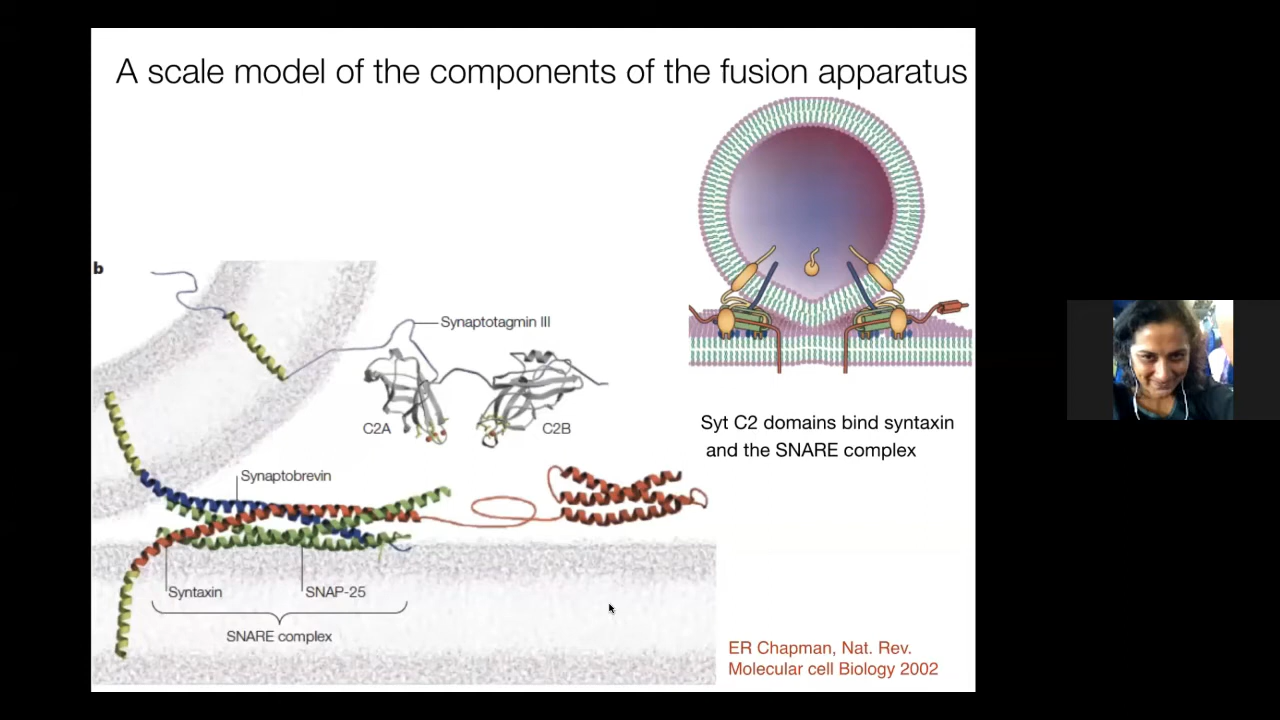 A scale model of the components of the fusion apparatus
b
Synaptotagmin III
C2A
C2B
Synaptobrevin
Syntaxin
SNAP-25
SNARE complex
Syt C2 domains bind syntaxin
and the SNARE complex
ER Chapman, Nat. Rev.
Molecular cell Biology 2002